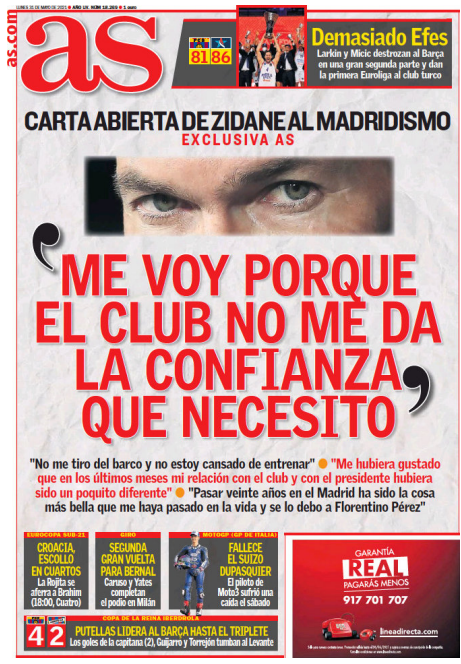 LUNES 31 DE MAYO DE 2021 ● AÑO LIV. NÚM 18.269 ● 1 euro
as.com
as
81 86
Demasiado Efes
Larkin y Micic destrozan al Barça
en una gran segunda parte y dan
la primera Euroliga al club turco
CARTA ABIERTA DE ZIDANE AL MADRIDISMO
EXCLUSIVA AS
‘ME VOY PORQUE
EL CLUB NO ME DA
LA CONFIANZA
QUE NECESITO’
"No me tiro del barco y no estoy cansado de entrenar" ● "Me hubiera gustado
que en los últimos meses mi relación con el club y con el presidente hubiera
sido un poquito diferente" ● "Pasar veinte años en el Madrid ha sido la cosa
más bella que me haya pasado en la vida y se lo debo a Florentino Pérez"
EUROCOPA SUB-21
CROACIA,
ESCOLLO
EN CUARTOS
La Rojita se
aferra a Brahim
(18:00, Cuatro)
GIRO
SEGUNDA
GRAN VUELTA
PARA BERNAL
Caruso y Yates
completan
el podio en Milán
MOTOGP (GP DE ITALIA)
FALLECE
EL SUIZO
DUPASQUIER
El piloto de
Moto3 sufrió una
caída el sábado
COPA DE LA REINA IBERDROLA
4 2
PUTELLAS LIDERA AL BARÇA HASTA EL TRIPLETE
Los goles de la capitana (2), Guijarro y Torrejón tumban al Levante
GARANTÍA
REAL
PAGARÁS MENOS
917 701 707
lineadirecta.com